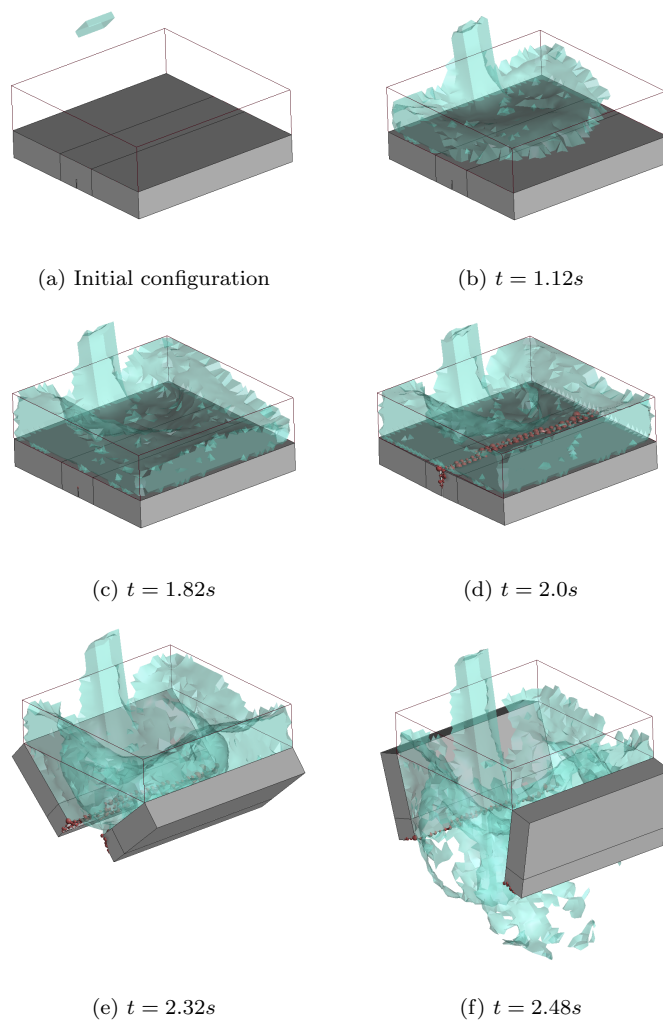 (a) Initial configuration
(b) t = 1.12s
(c) t = 1.82s
(d) t = 2.0s
(e) t = 2.32s
(f) t = 2.48s